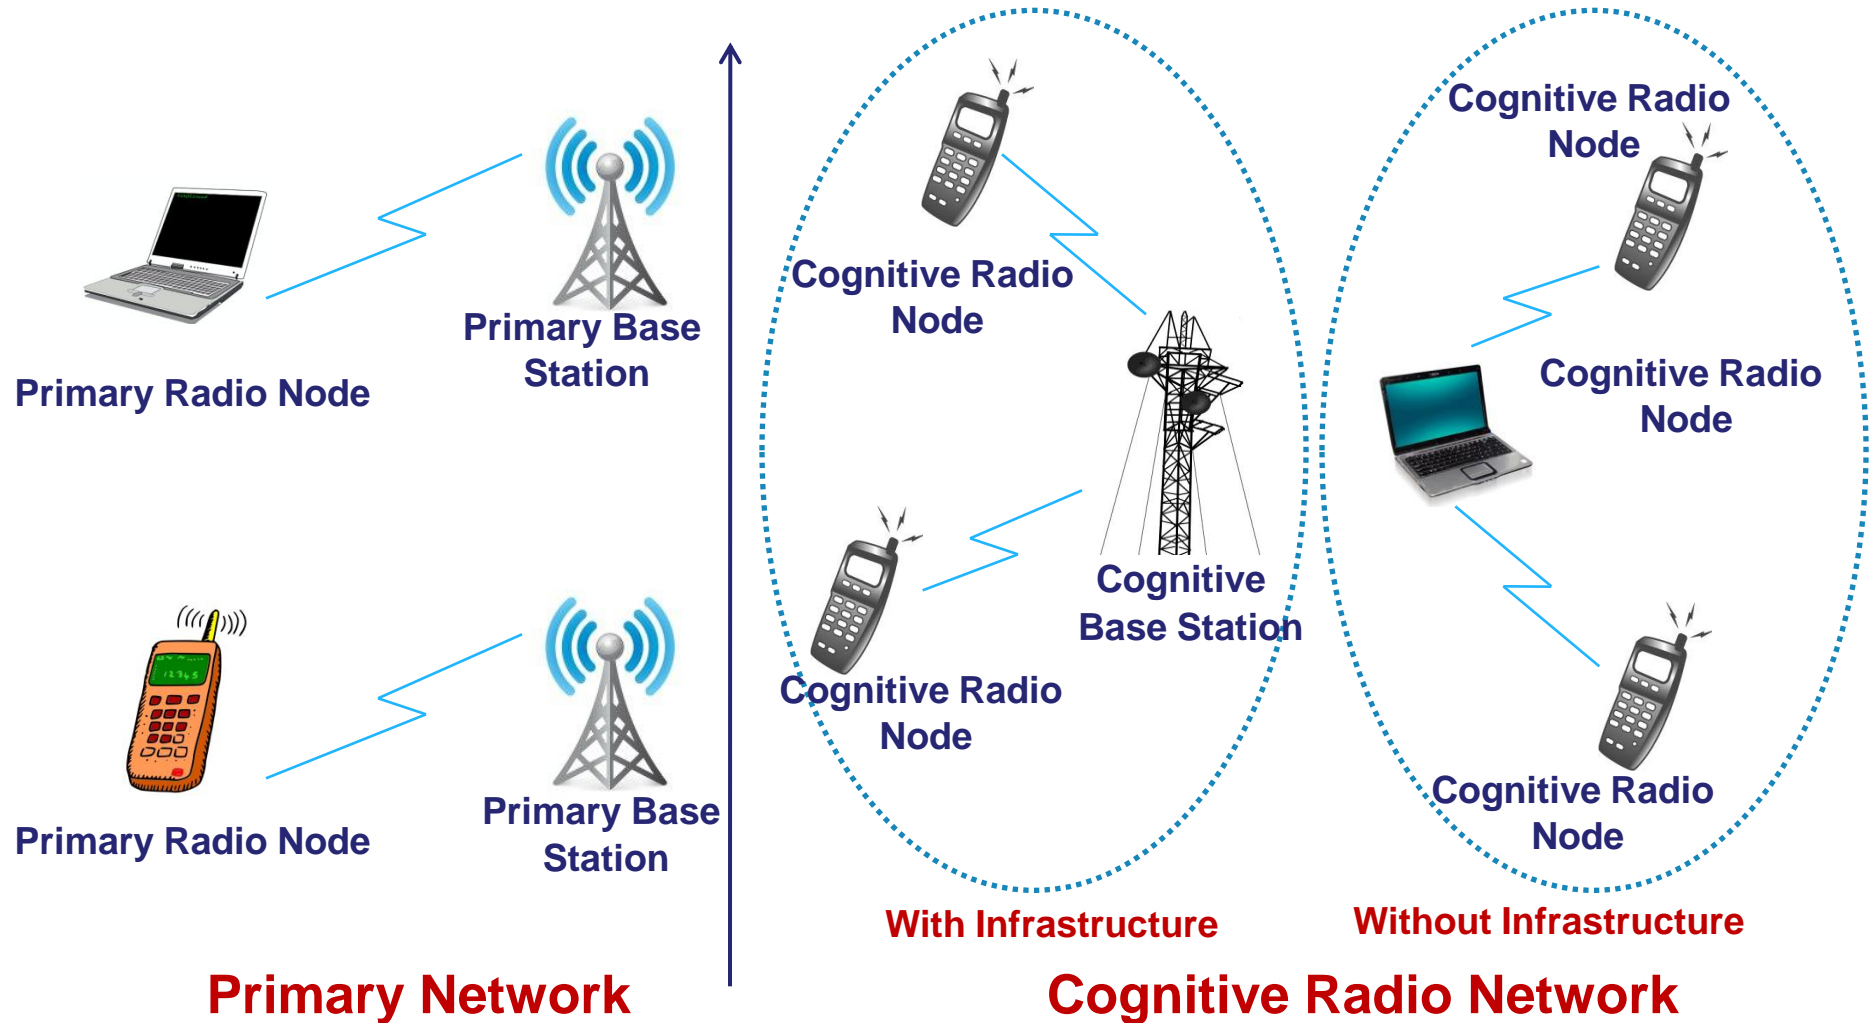 Primary Radio Node
Primary Base
Station
Primary Radio Node
Primary Base
Station
Primary Network
Cognitive Radio
Node
Cognitive
Base Station
Cognitive Radio
Node
With Infrastructure
Cognitive Radio
Node
Cognitive Radio
Node
Cognitive Radio
Node
Without Infrastructure
Cognitive Radio Network
12345